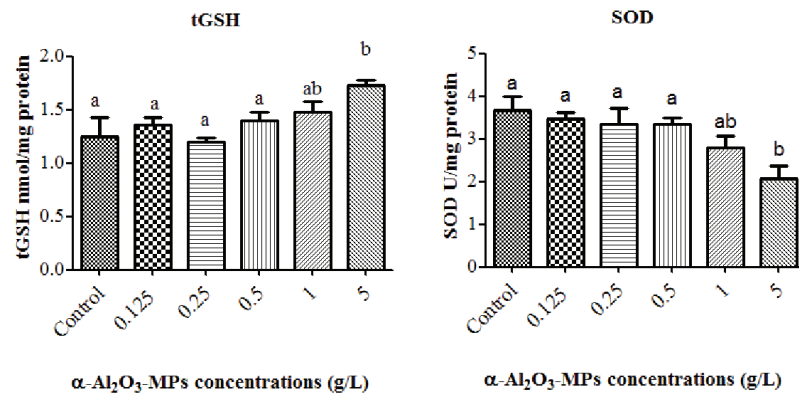 tGSH
tGSH nmol/mg protein
2.0
1.5
1.0
0.5
0.0
a
a
a
a
ab
b
Control
0.125
0.25
0.5
1
5
α-Al₂O₃-MPs concentrations (g/L)
SOD
SOD U/mg protein
5
4
3
2
1
0
a
a
a
a
ab
b
Control
0.125
0.25
0.5
1
5
α-Al₂O₃-MPs concentrations (g/L)